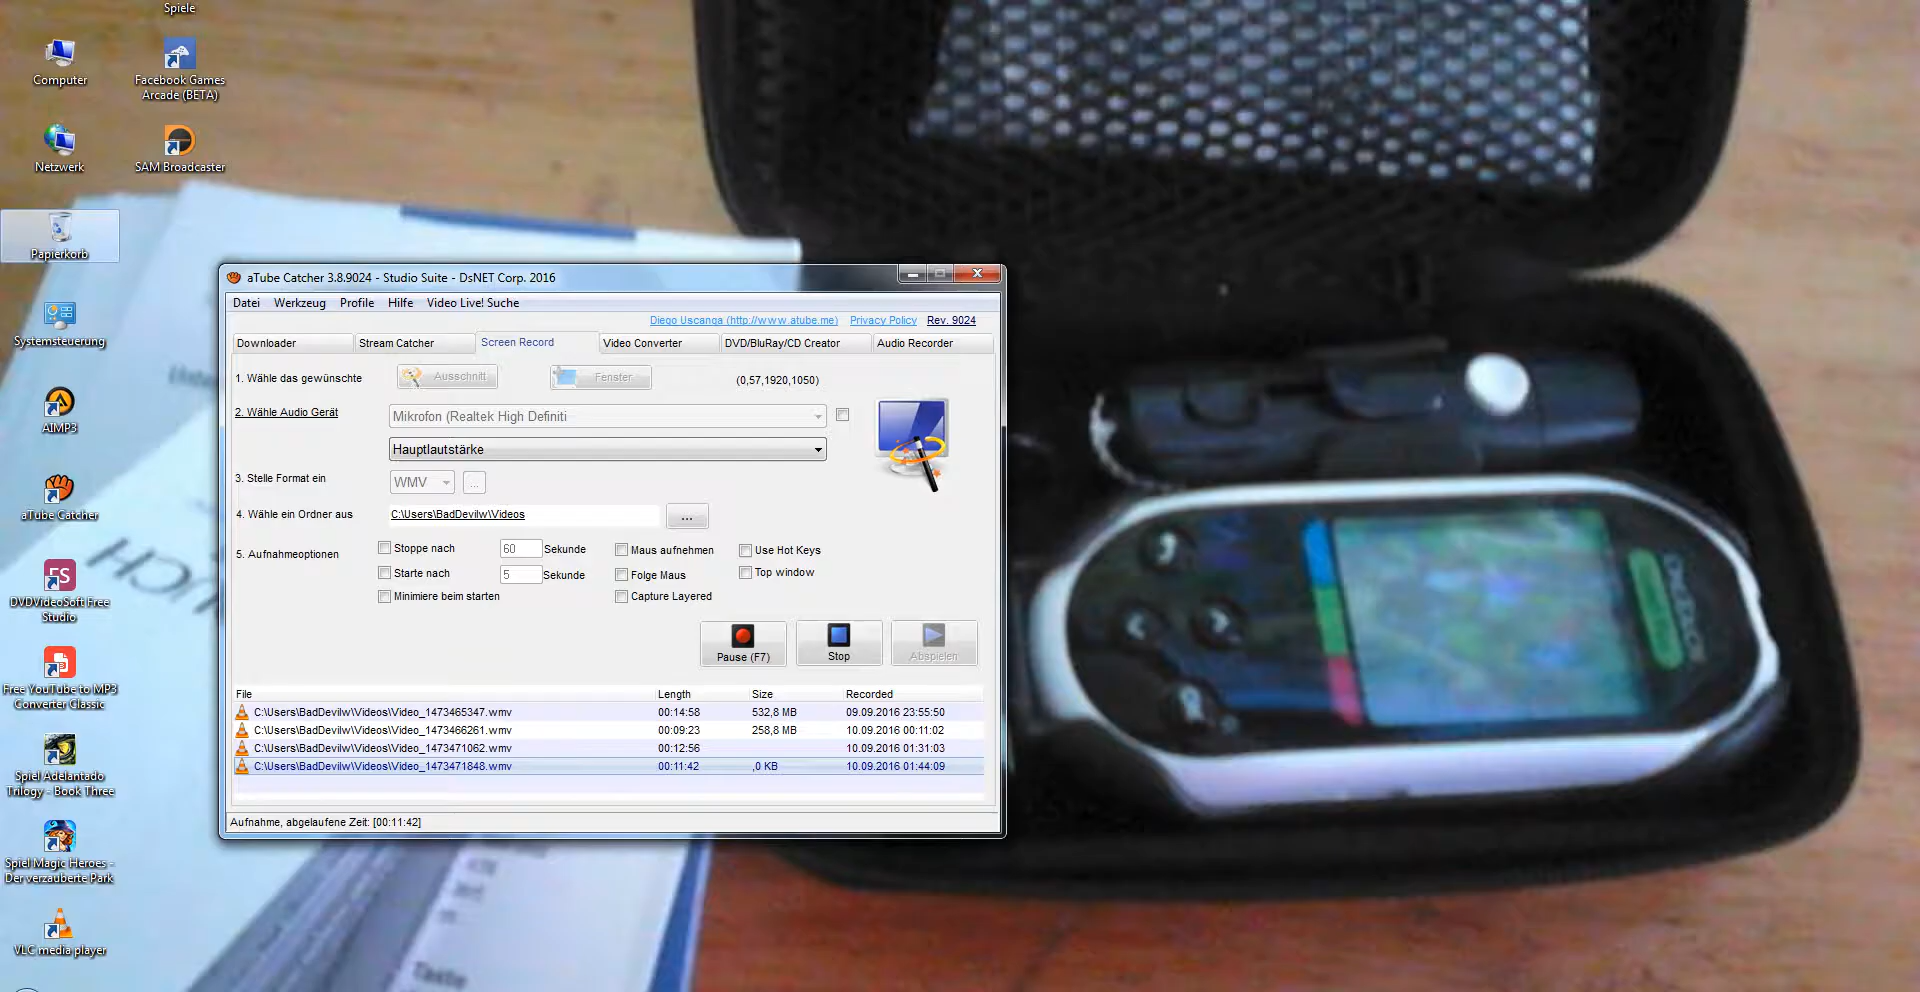 Spiele
Computer
Facebook Games
Arcade (BETA)
Netzwerk
SAM Broadcaster
Papierkorb
Systemsteuerung
AIMP3
aTube Catcher
DVDVideoSoft Free
Studio
Free YouTube to MP3
Converter Classic
Spiel Adelantado
Trilogy - Book Three
Spiel Magic Heroes -
Der verzauberte Park
VLC media player
aTube Catcher 3.8.9024 - Studio Suite - DsNET Corp. 2016
Datei Werkzeug Profile Hilfe Video Live! Suche
Diego Uscanga (http://www.atube.me) Privacy Policy Rev. 9024
Downloader Stream Catcher Screen Record Video Converter DVD/BluRay/CD Creator Audio Recorder
1. Wähle das gewünschte Ausschnitt Fenster (0,57,1920,1050)
2. Wähle Audio Gerät Mikrofon (Realtek High Definiti
Hauptlautstärke
3. Stelle Format ein WMV ...
4. Wähle ein Ordner aus C:\Users\BadDevilw\Videos ...
5. Aufnahmeoptionen
Stoppe nach 60 Sekunde Maus aufnehmen Use Hot Keys
Starte nach 5 Sekunde Folge Maus Top window
Minimiere beim starten Capture Layered
Pause (F7) Stop Abspielen
File Length Size Recorded
C:\Users\BadDevilw\Videos\Video_1473465347.wmv 00:14:58 532,8 MB 09.09.2016 23:55:50
C:\Users\BadDevilw\Videos\Video_1473466261.wmv 00:09:23 258,8 MB 10.09.2016 00:11:02
C:\Users\BadDevilw\Videos\Video_1473471062.wmv 00:12:56 10.09.2016 01:31:03
C:\Users\BadDevilw\Videos\Video_1473471848.wmv 00:11:42 ,0 KB 10.09.2016 01:44:09
Aufnahme, abgelaufene Zeit: [00:11:42]
OK
Taste